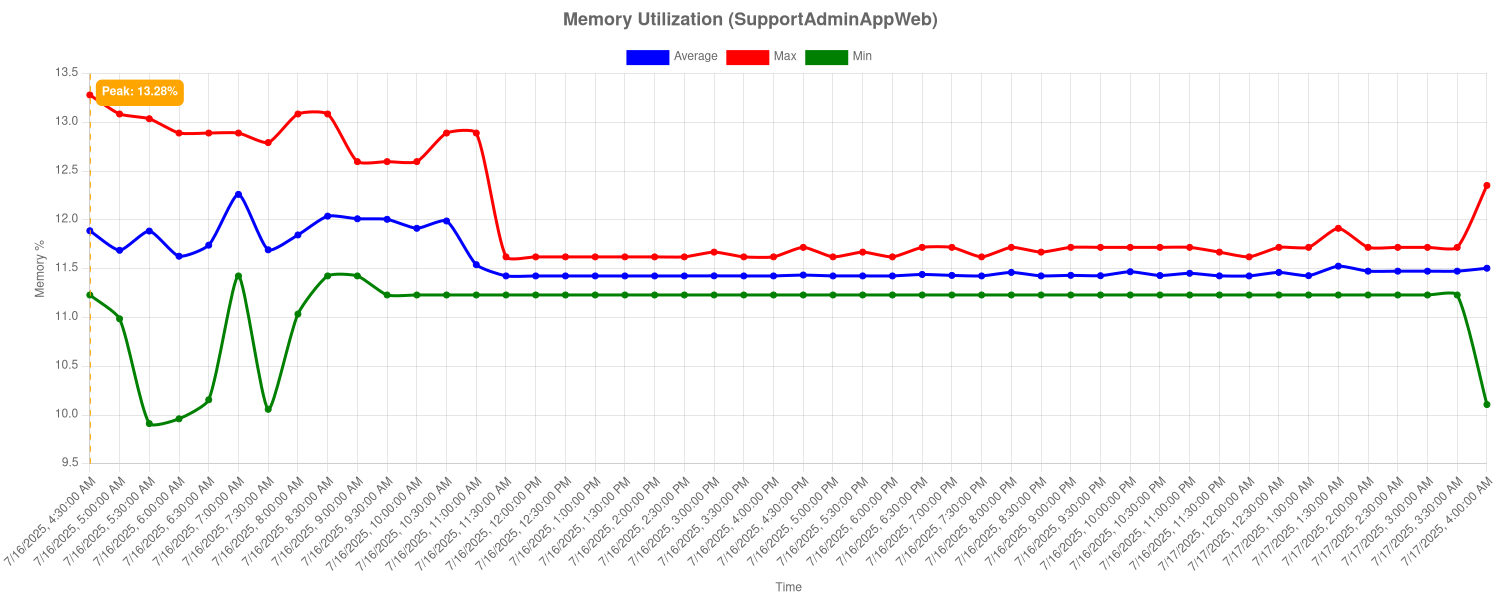 Memory Utilization (SupportAdminAppWeb)
Average Max Min
13.5
Peak: 13.28%
13.0
12.5
12.0
11.5
11.0
10.5
10.0
9.5
Memory %
7/16/2025, 4:30:00 AM
7/16/2025, 5:00:00 AM
7/16/2025, 5:30:00 AM
7/16/2025, 6:00:00 AM
7/16/2025, 6:30:00 AM
7/16/2025, 7:00:00 AM
7/16/2025, 7:30:00 AM
7/16/2025, 8:00:00 AM
7/16/2025, 8:30:00 AM
7/16/2025, 9:00:00 AM
7/16/2025, 9:30:00 AM
7/16/2025, 10:00:00 AM
7/16/2025, 10:30:00 AM
7/16/2025, 11:00:00 AM
7/16/2025, 11:30:00 AM
7/16/2025, 12:00:00 PM
7/16/2025, 12:30:00 PM
7/16/2025, 1:00:00 PM
7/16/2025, 1:30:00 PM
7/16/2025, 2:00:00 PM
7/16/2025, 2:30:00 PM
7/16/2025, 3:00:00 PM
7/16/2025, 3:30:00 PM
7/16/2025, 4:00:00 PM
7/16/2025, 4:30:00 PM
7/16/2025, 5:00:00 PM
7/16/2025, 5:30:00 PM
7/16/2025, 6:00:00 PM
7/16/2025, 6:30:00 PM
7/16/2025, 7:00:00 PM
7/16/2025, 7:30:00 PM
7/16/2025, 8:00:00 PM
7/16/2025, 8:30:00 PM
7/16/2025, 9:00:00 PM
7/16/2025, 9:30:00 PM
7/16/2025, 10:00:00 PM
7/16/2025, 10:30:00 PM
7/16/2025, 11:00:00 PM
7/16/2025, 11:30:00 PM
7/17/2025, 12:00:00 AM
7/17/2025, 12:30:00 AM
7/17/2025, 1:00:00 AM
7/17/2025, 1:30:00 AM
7/17/2025, 2:00:00 AM
7/17/2025, 2:30:00 AM
7/17/2025, 3:00:00 AM
7/17/2025, 3:30:00 AM
7/17/2025, 4:00:00 AM
Time